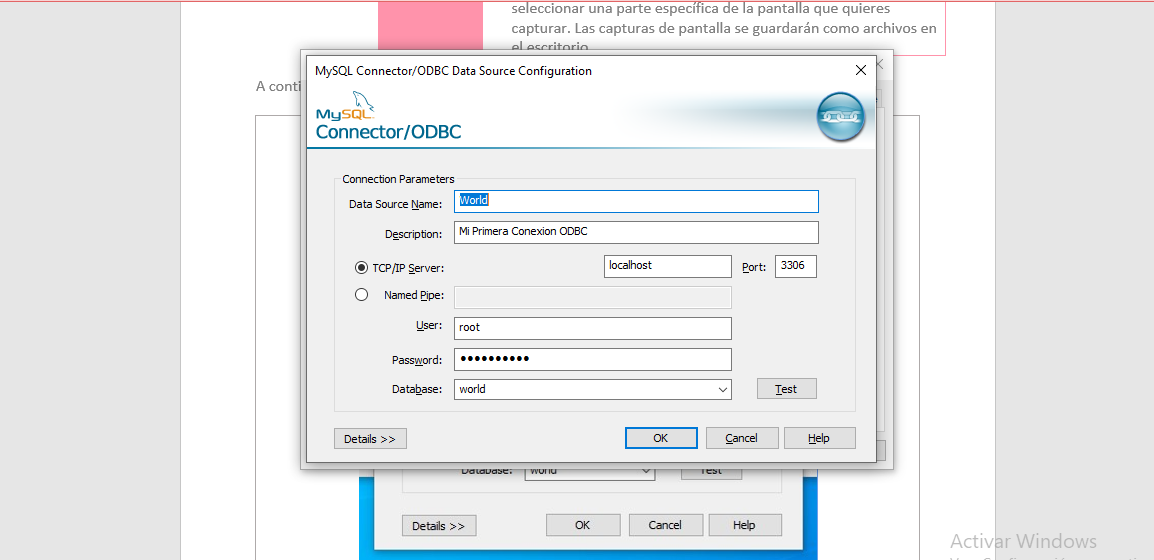 seleccionar una parte específica de la pantalla que quieres
capturar. Las capturas de pantalla se guardarán como archivos en
el escritorio
A conti
MySQL Connector/ODBC Data Source Configuration
MySQL
Connector/ODBC
Connection Parameters
Data Source Name: World
Description: Mi Primera Conexion ODBC
TCP/IP Server: localhost Port: 3306
Named Pipe:
User: root
Password: ●●●●●●●●●●
Database: world Test
Details >> OK Cancel Help
Database: world Test
Details >> OK Cancel Help
Activar Windows